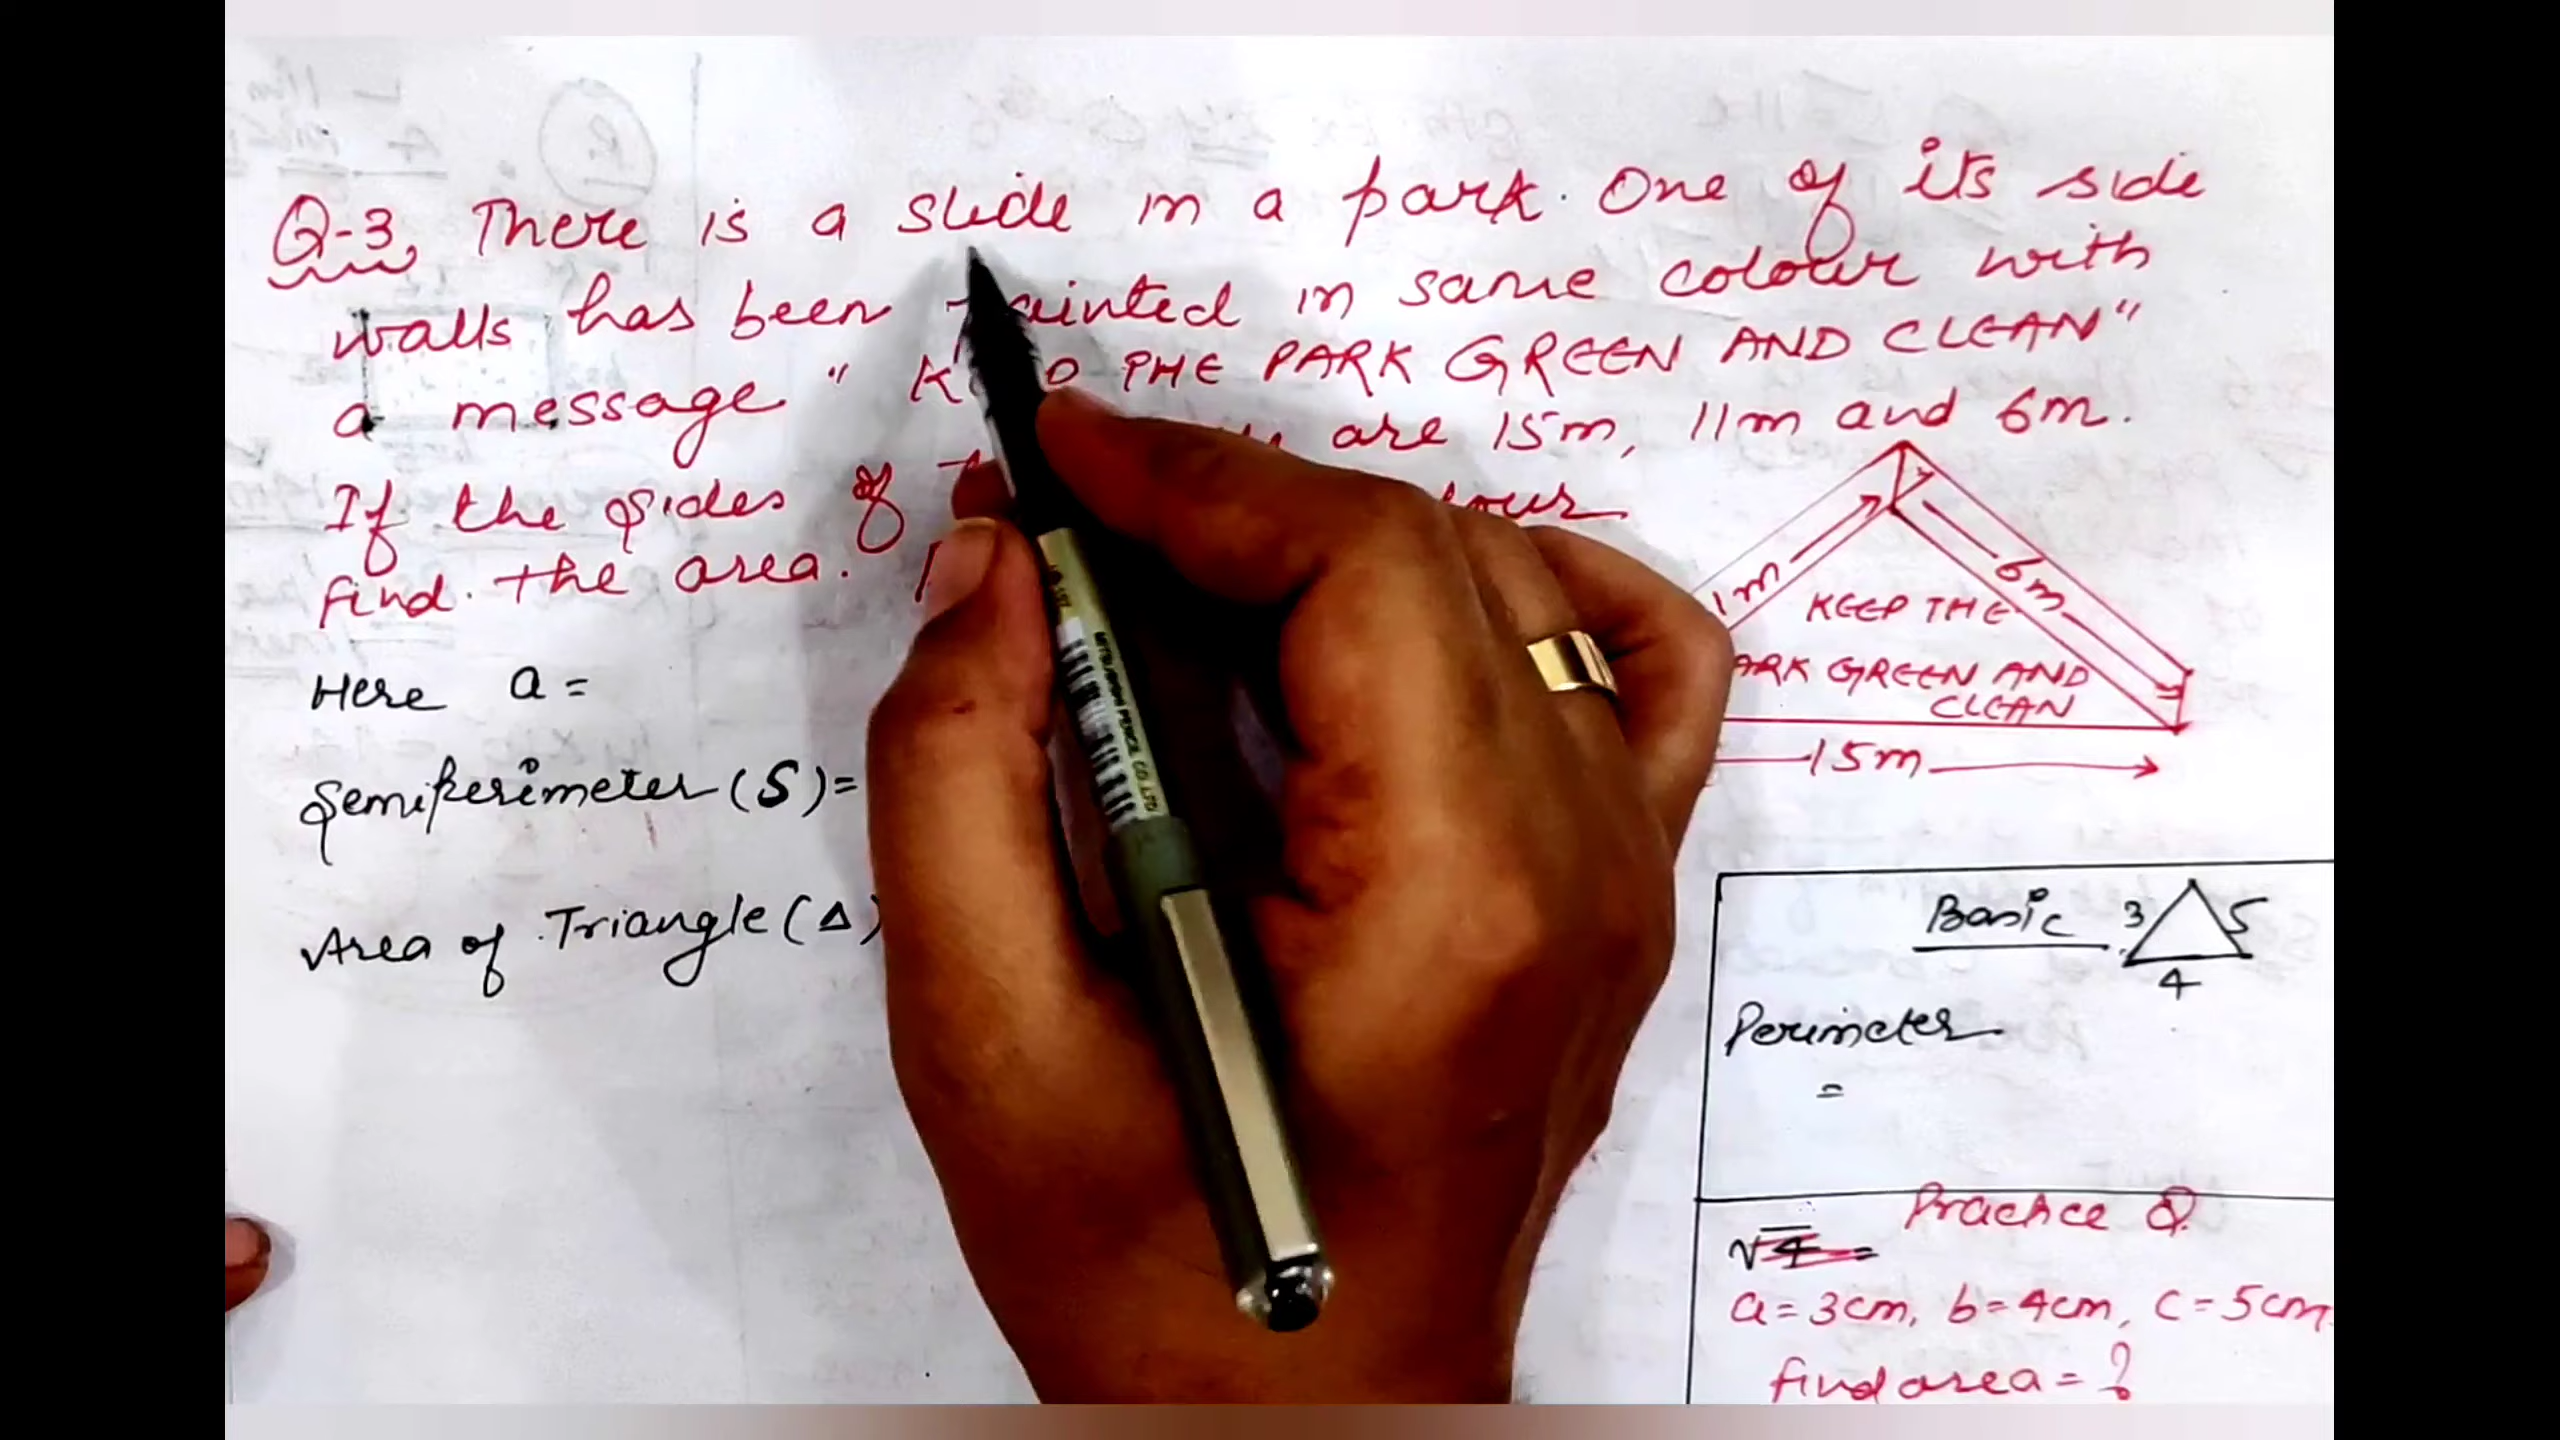 Q-3, There is a slide in a park. One of its side
walls has been painted in same colour with
a message " THE PARK GREEN AND CLEAN"
If the sides of are 15m, 11m and 6m.
find the area.
6m
KEEP THE
PARK GREEN AND
CLEAN
15m
Here a =
Semiperimeter (S) =
Area of Triangle (Δ)
Basic 3 5
4
Perimeter
=
Practice Q
√4 =
a = 3cm, b = 4cm, c = 5cm
find area = ?